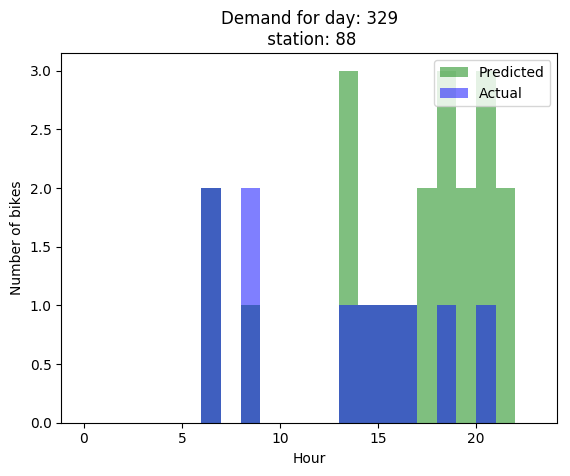 Demand for day: 329
station: 88
3.0
2.5
2.0
1.5
1.0
0.5
0.0
Number of bikes
Predicted
Actual
0
5
10
15
20
Hour